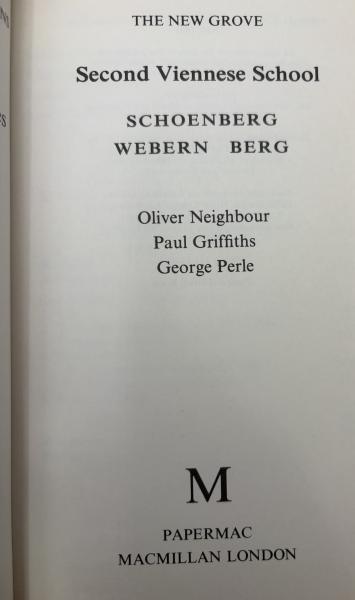 THE NEW GROVE
Second Viennese School
SCHOENBERG
WEBERN BERG
Oliver Neighbour
Paul Griffiths
George Perle
M
PAPERMAC
MACMILLAN LONDON